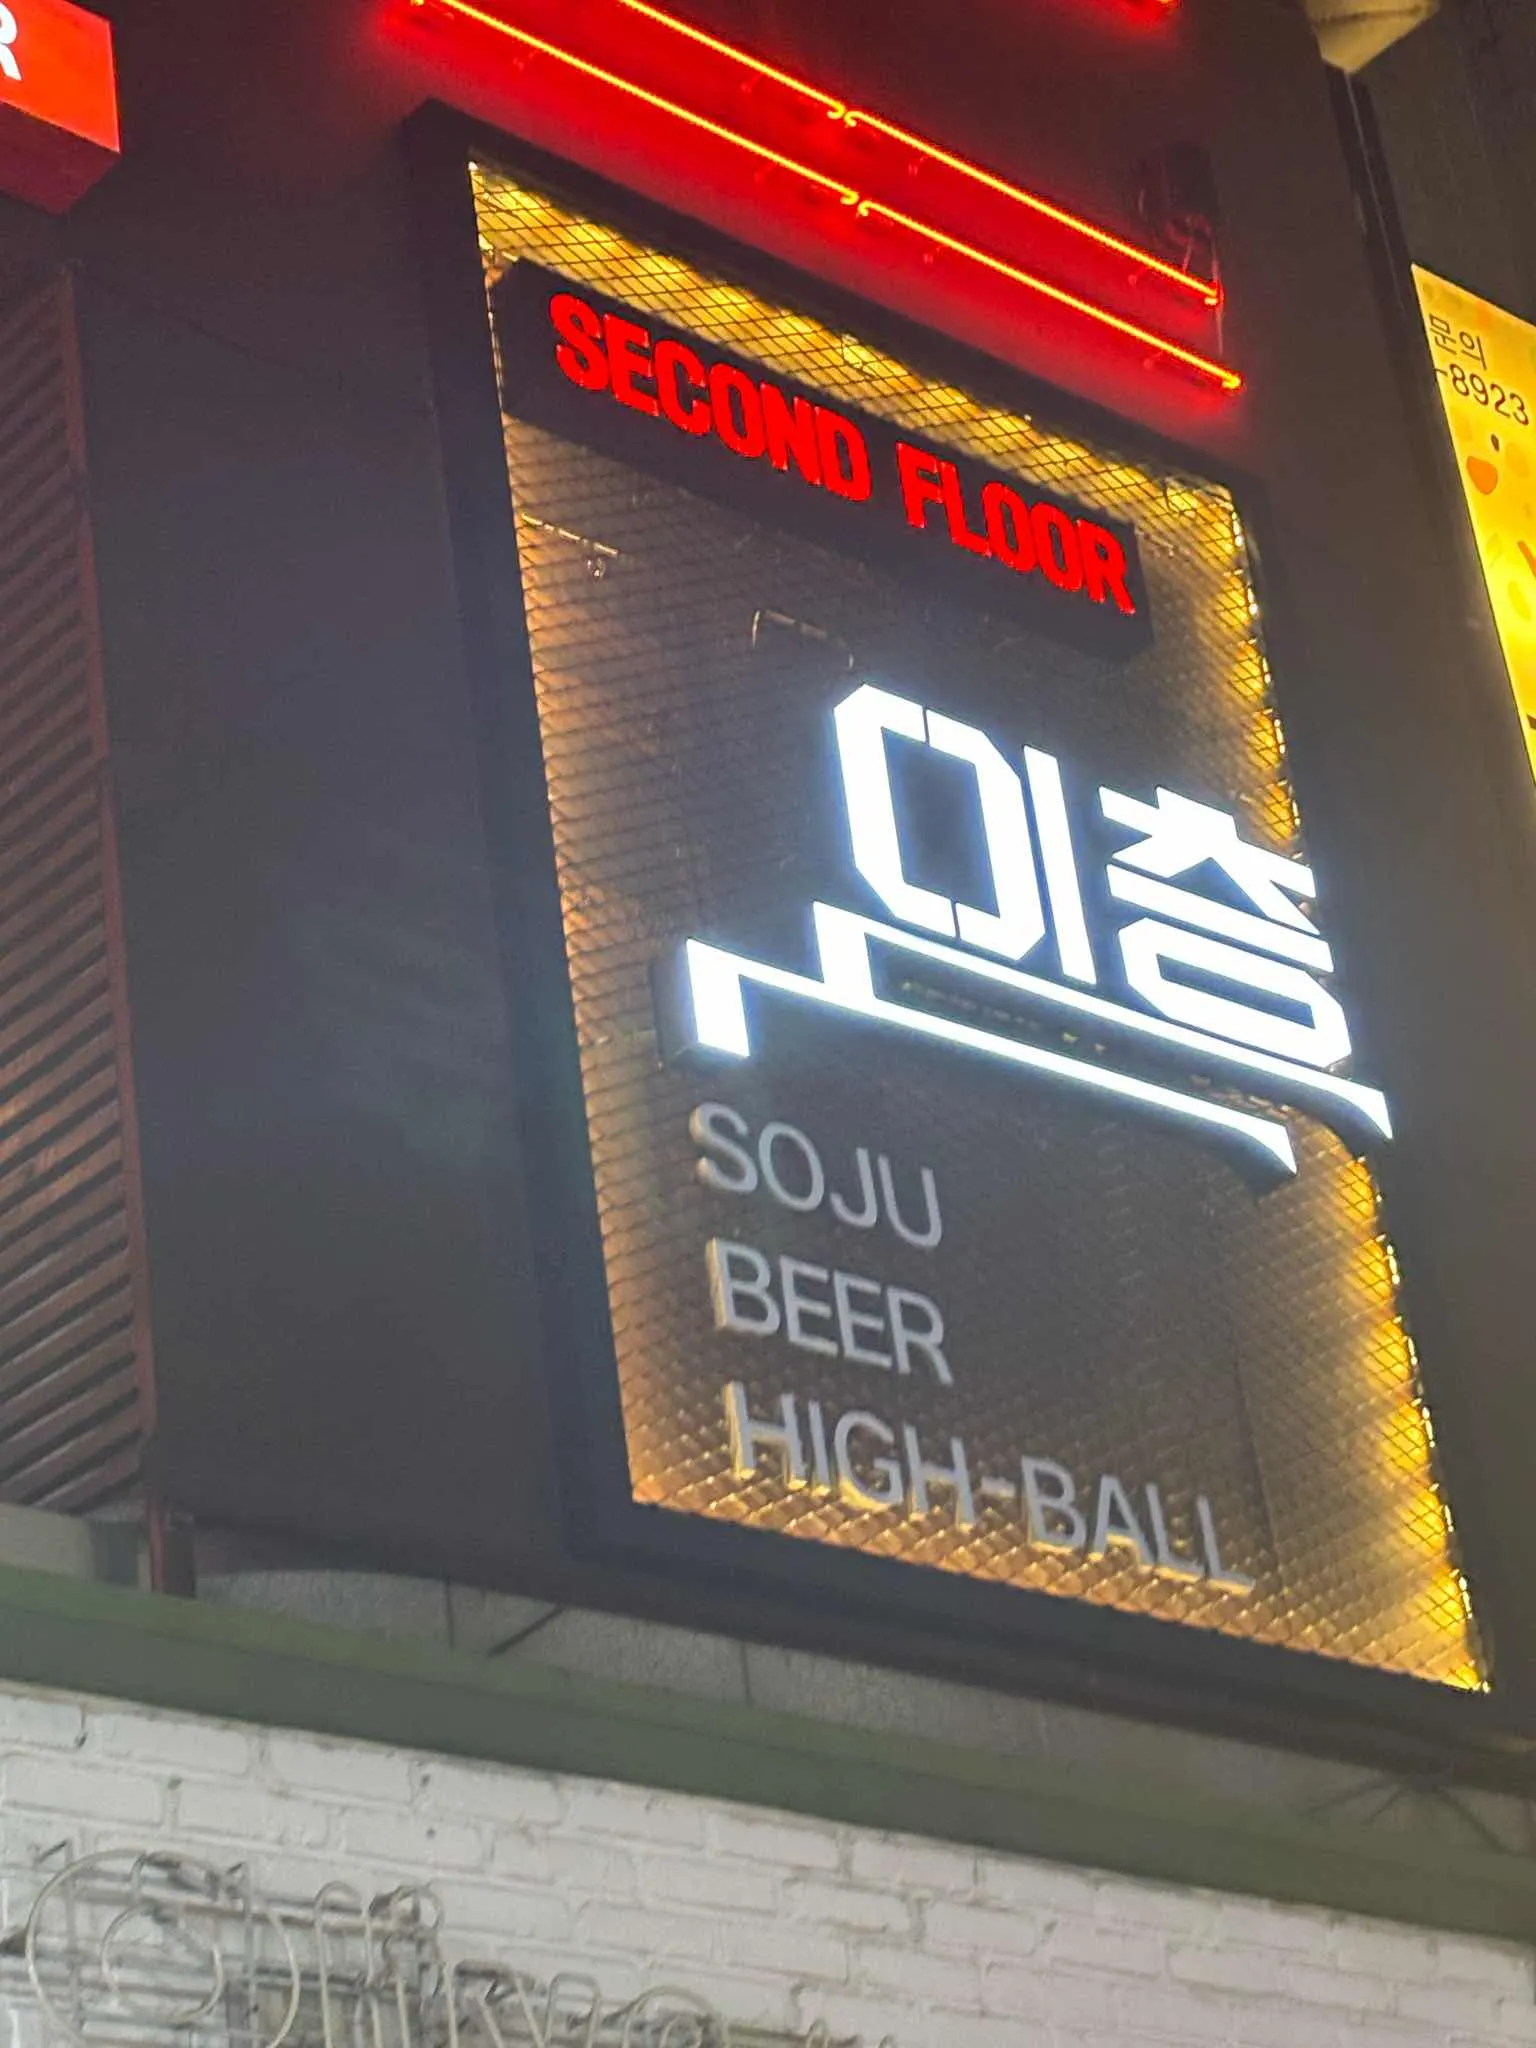 R
SECOND FLOOR
이층
SOJU
BEER
HIGH-BALL
문의
-8923